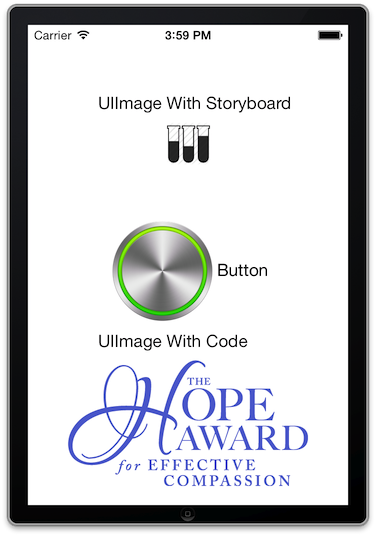 Carrier 3:59 PM
UIImage With Storyboard
Button
UIImage With Code
THE
HOPE
AWARD
for EFFECTIVE
COMPASSION